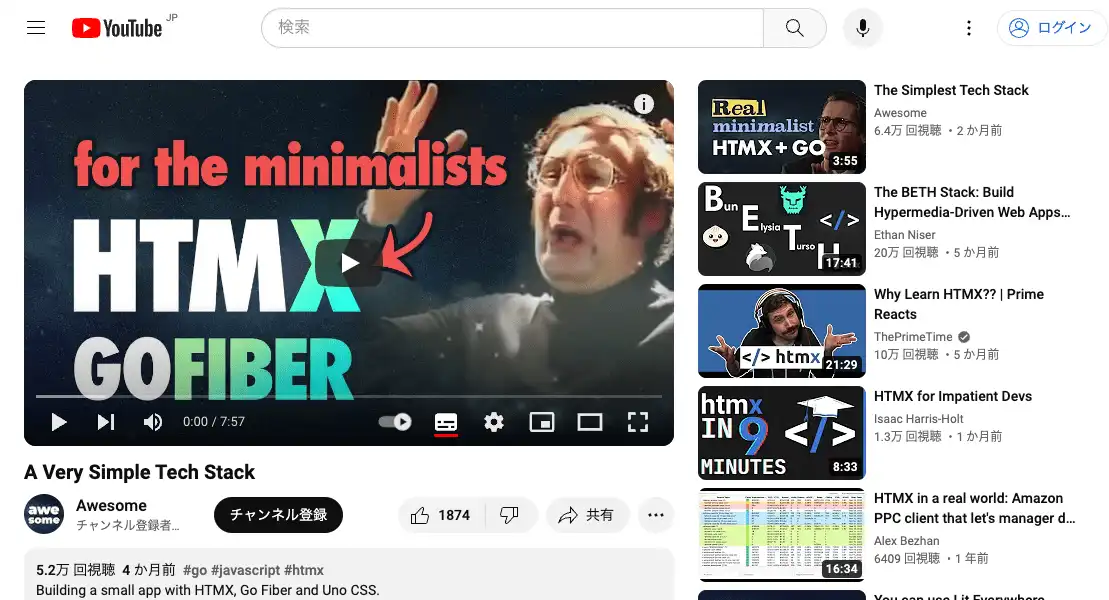 YouTube JP
検索
ログイン
for the minimalists
HTMX
GOFIBER
0:00 / 7:57
A Very Simple Tech Stack
awe
some
Awesome
チャンネル登録者...
チャンネル登録
1874
共有
5.2万 回視聴 4 か月前 #go #javascript #htmx
Building a small app with HTMX, Go Fiber and Uno CSS.
Real
minimalist
HTMX + GO
3:55
The Simplest Tech Stack
Awesome
6.4万 回視聴 ・2 か月前
Bun
Elysia
Turso
H
17:41
The BETH Stack: Build
Hypermedia-Driven Web Apps...
Ethan Niser
20万 回視聴 ・5 か月前
</> htmx
21:29
Why Learn HTMX?? | Prime
Reacts
ThePrimeTime
10万 回視聴 ・5 か月前
htmx
IN 9
MINUTES
</>
8:33
HTMX for Impatient Devs
Isaac Harris-Holt
1.3万 回視聴 ・1 か月前
16:34
HTMX in a real world: Amazon
PPC client that let's manager d...
Alex Bezhan
6409 回視聴 ・1 年前
You can use Lit Everywhere